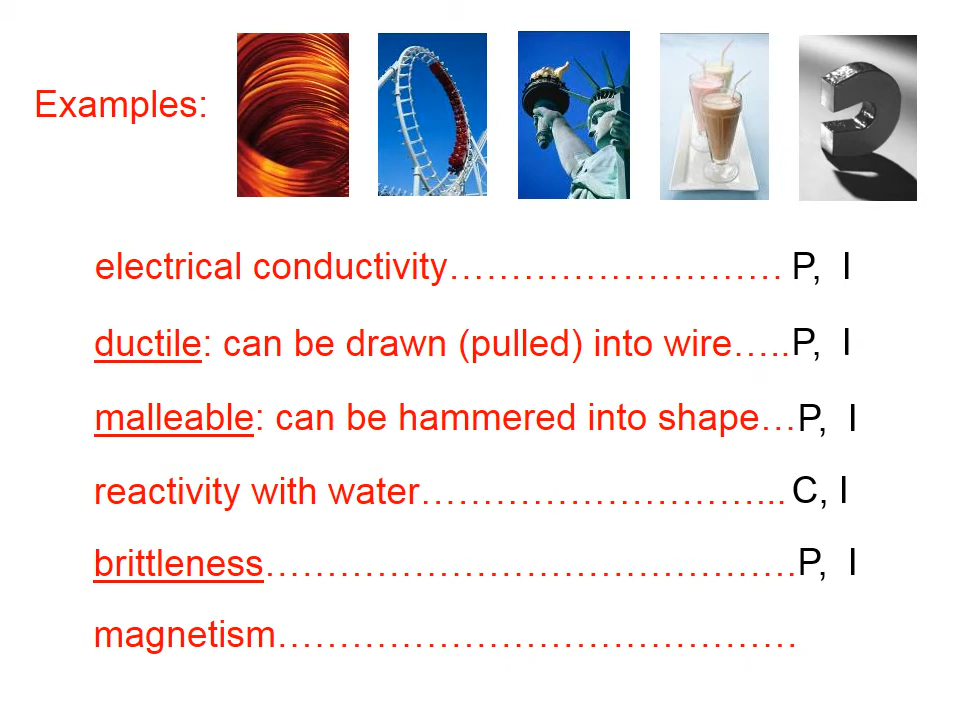 Examples:
electrical conductivity……………………… P, I
ductile: can be drawn (pulled) into wire…..P, I
malleable: can be hammered into shape…P, I
reactivity with water………………………... C, I
brittleness……………………………………P, I
magnetism……………………………………